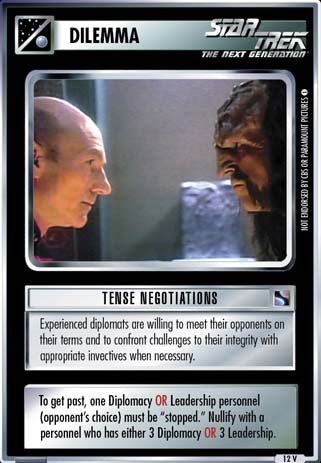 DILEMMA
STAR TREK
THE NEXT GENERATION
NOT ENDORSED BY CBS OR PARAMOUNT PICTURES
TENSE NEGOTIATIONS
Experienced diplomats are willing to meet their opponents on
their terms and to confront challenges to their integrity with
appropriate invectives when necessary.
To get past, one Diplomacy OR Leadership personnel
(opponent's choice) must be "stopped." Nullify with a
personnel who has either 3 Diplomacy OR 3 Leadership.
12 V